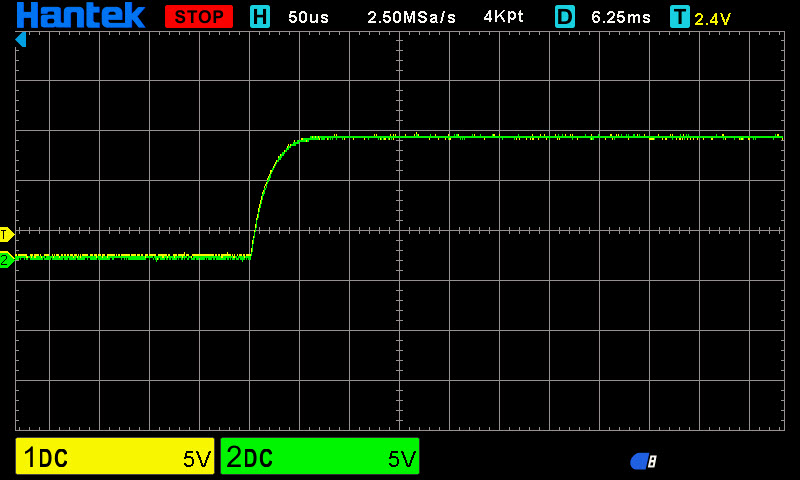 Hantek STOP H 50us 2.50MSa/s 4Kpt D 6.25ms T 2.4V
T
2
1DC 5V 2DC 5V